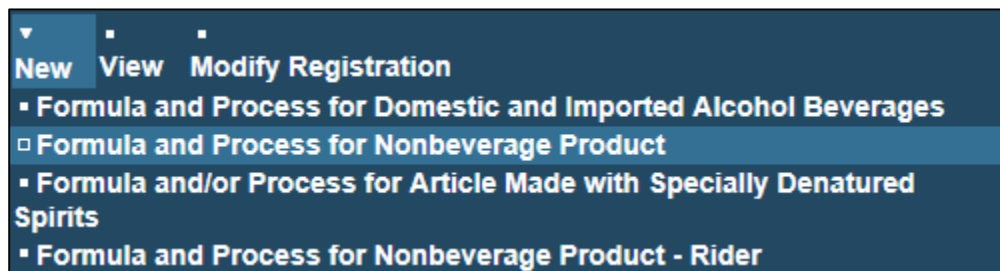 New View Modify Registration
Formula and Process for Domestic and Imported Alcohol Beverages
Formula and Process for Nonbeverage Product
Formula and/or Process for Article Made with Specially Denatured
Spirits
Formula and Process for Nonbeverage Product - Rider